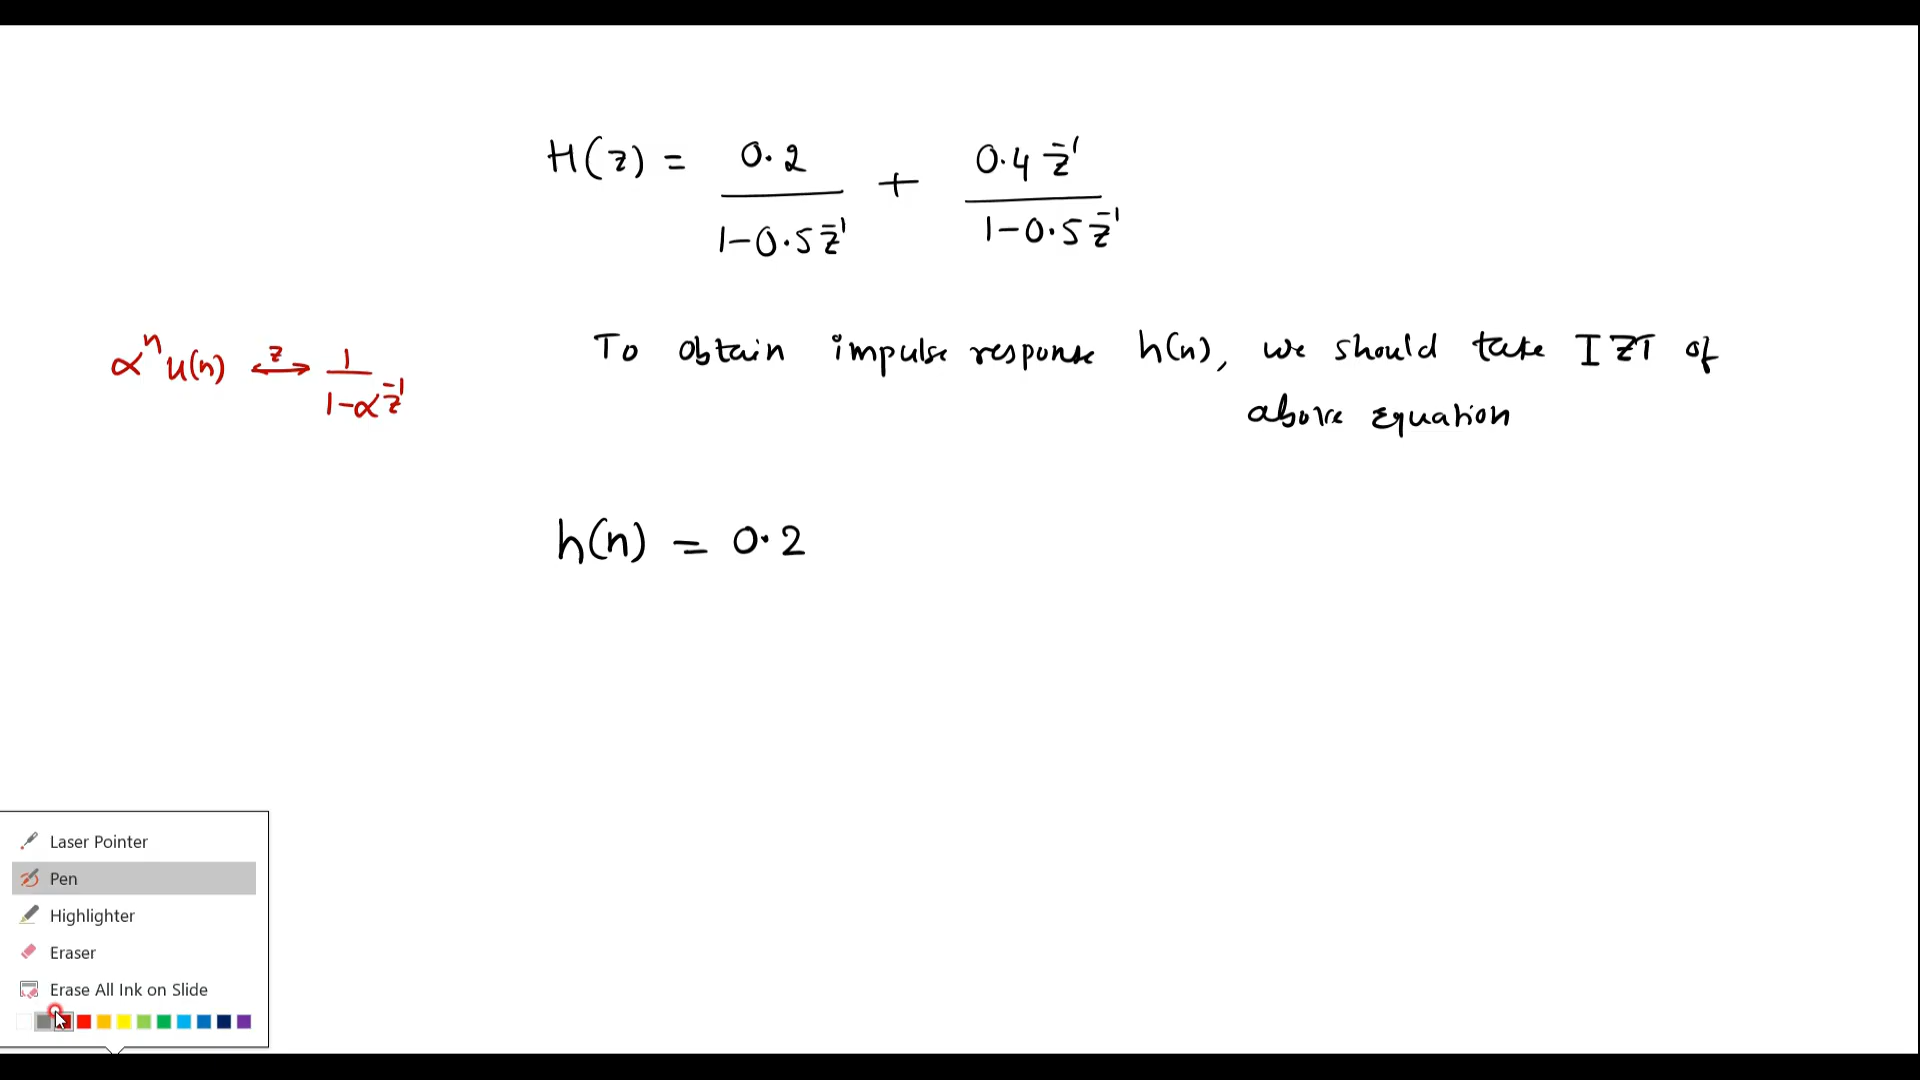 H(z) = 0.2 / (1-0.5z⁻¹) + 0.4z⁻¹ / (1-0.5z⁻¹)
αⁿu(n) ←z→ 1 / (1-αz⁻¹)
To obtain impulse response h(n), we should take IZT of
above equation
h(n) = 0.2
Laser Pointer
Pen
Highlighter
Eraser
Erase All Ink on Slide